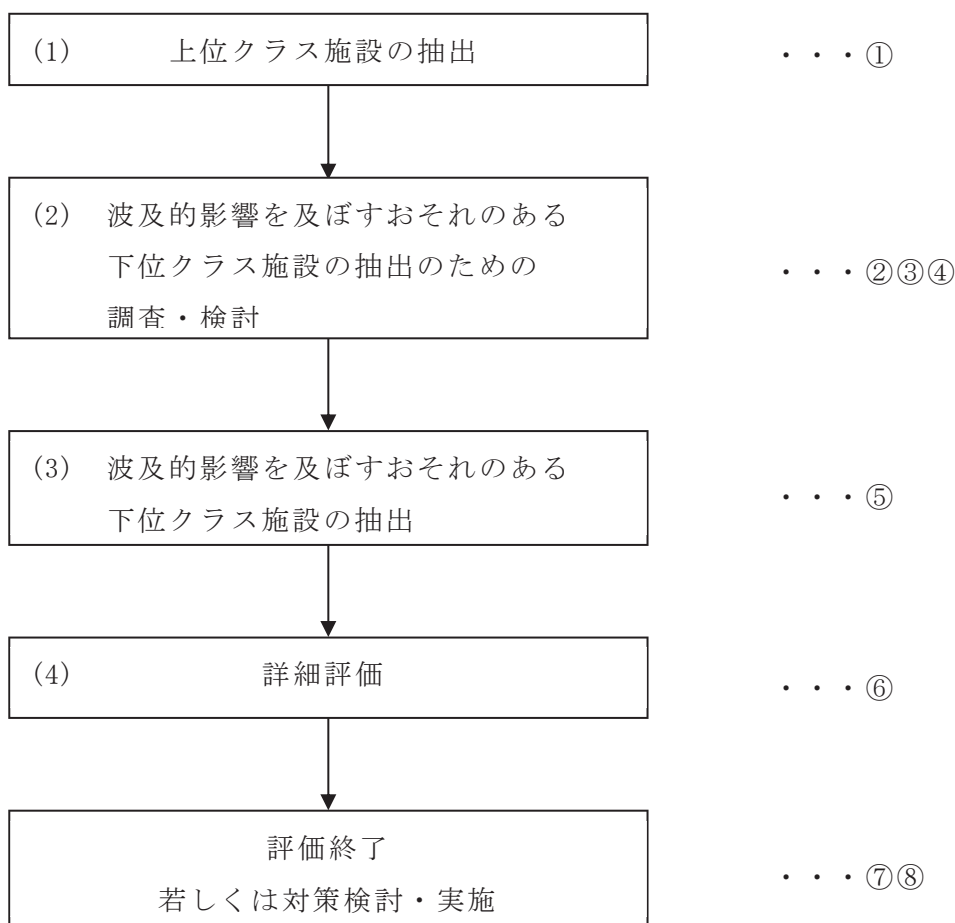 (1) 上位クラス施設の抽出 ・・・①
(2) 波及的影響を及ぼすおそれのある
下位クラス施設の抽出のための ・・・②③④
調査・検討
(3) 波及的影響を及ぼすおそれのある
下位クラス施設の抽出 ・・・⑤
(4) 詳細評価 ・・・⑥
評価終了
若しくは対策検討・実施 ・・・⑦⑧